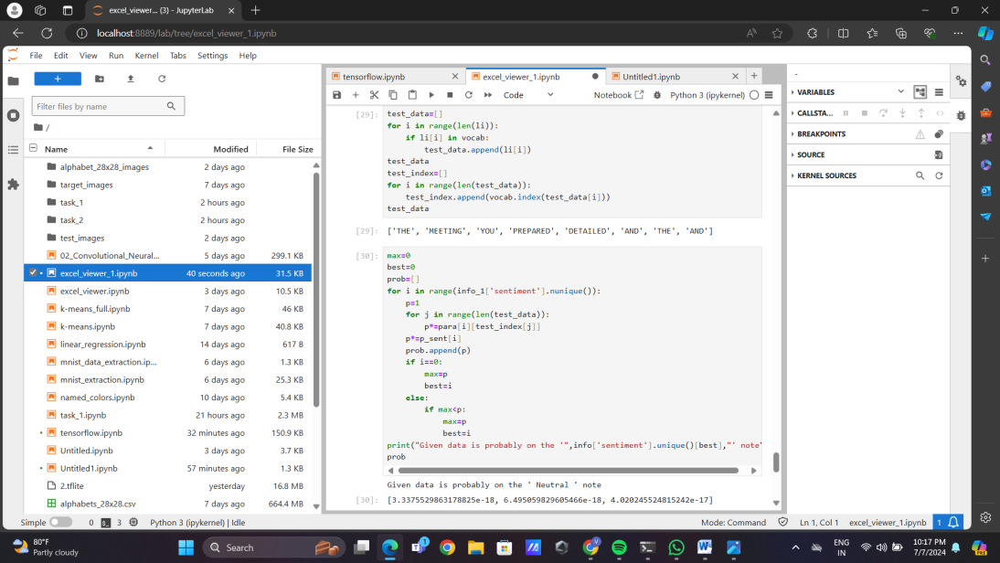 excel_viewer... (3) - JupyterLab
localhost:8889/lab/tree/excel_viewer_1.ipynb
File Edit View Run Kernel Tabs Settings Help
Filter files by name
/
Name Modified File Size
alphabet_28x28_images 2 days ago
target_images 7 days ago
task_1 2 hours ago
task_2 2 hours ago
test_images 2 days ago
02_Convolutional_Neural... 5 days ago 299.1 KB
excel_viewer_1.ipynb 40 seconds ago 31.5 KB
excel_viewer.ipynb 3 days ago 10.5 KB
k-means_full.ipynb 7 days ago 46 KB
k-means.ipynb 7 days ago 40.8 KB
linear_regression.ipynb 14 days ago 617 B
mnist_data_extraction.ip... 6 days ago 1.3 KB
mnist_extraction.ipynb 6 days ago 25.3 KB
named_colors.ipynb 10 days ago 5.4 KB
task_1.ipynb 21 hours ago 2.3 MB
tensorflow.ipynb 32 minutes ago 150.9 KB
Untitled.ipynb 3 days ago 3.7 KB
Untitled1.ipynb 57 minutes ago 1.3 KB
2.tflite yesterday 16.8 MB
alphabets_28x28.csv 7 days ago 664.4 MB
tensorflow.ipynb excel_viewer_1.ipynb Untitled1.ipynb
Code Notebook Python 3 (ipykernel)
[29]: test_data=[]
for i in range(len(li)):
if li[i] in vocab:
test_data.append(li[i])
test_data
test_index=[]
for i in range(len(test_data)):
test_index.append(vocab.index(test_data[i]))
test_data
[29]: ['THE', 'MEETING', 'YOU', 'PREPARED', 'DETAILED', 'AND', 'THE', 'AND']
[30]: max=0
best=0
prob=[]
for i in range(info_1['sentiment'].nunique()):
p=1
for j in range(len(test_data)):
p*=para[i][test_index[j]]
p*=p_sent[i]
prob.append(p)
if i==0:
max=p
best=i
else:
if max<p:
max=p
best=i
print("Given data is probably on the '",info['sentiment'].unique()[best],"' note"
prob
Given data is probably on the ' Neutral ' note
[30]: [3.3375529863178825e-18, 6.495059829605466e-18, 4.020245524815242e-17]
-
VARIABLES
CALLSTA...
BREAKPOINTS
SOURCE
KERNEL SOURCES
Simple 0 3 Python 3 (ipykernel) | Idle Mode: Command Ln 1, Col 1 excel_viewer_1.ipynb 1
80°F
Partly cloudy
Search
1
ENG
IN
10:17 PM
7/7/2024